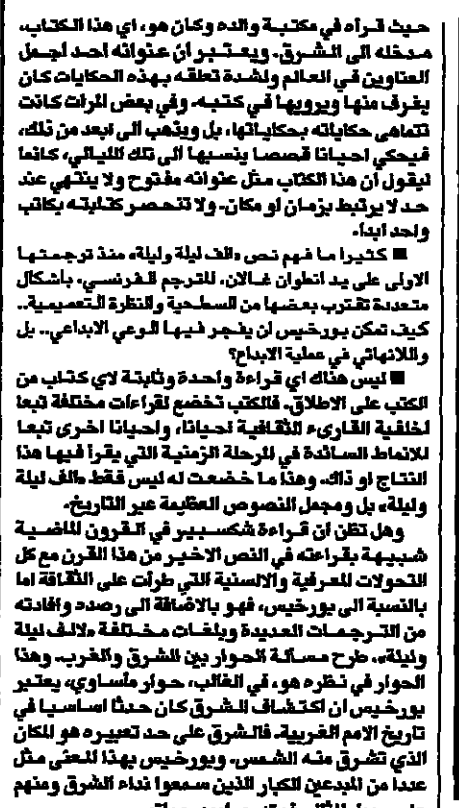 حيث قرأه في مكتبة والده وكان هو، اي هذا الكتاب،
مدخله الى الشرق. ويعتبر ان عنوانه احد اجمل
العناوين في العالم ولشدة تعلقه بهذه الحكايات كان
يغرف منها ويرويها في كتبه. وفي بعض المرات كانت
تتماهى حكاياته بحكاياتها، بل ويذهب الى ابعد من ذلك،
فيحكي احيانا قصصا ينسبها الى تلك الليالي، كانما
ليقول ان هذا الكتاب مثل عنوانه مفتوح ولا ينتهي عند
حد لا يرتبط بزمان او مكان. ولا تنحصر كتابته بكاتب
واحد ابدا.
■ كثيرا ما فهم نص «الف ليلة وليلة» منذ ترجمتها
الاولى على يد انطوان غالان، المترجم الفرنسي، باشكال
متعددة تقترب بعضها من السطحية والنظرة التعميمية..
كيف تمكن بورخيس ان يفجر فيها الوعي الابداعي.. بل
واللانهائي في عملية الابداع؟
■ ليس هناك اي قراءة واحدة وثابتة لاي كتاب من
الكتب على الاطلاق. فالكتب تخضع لقراءات مختلفة تبعا
لخلفية القارىء الثقافية احيانا، واحيانا اخرى تبعا
للانماط السائدة في المرحلة الزمنية التي يقرأ فيها هذا
النتاج او ذاك. وهذا ما خضعت له ليس فقط «الف ليلة
وليلة» بل ومجمل النصوص العظيمة عبر التاريخ.
وهل تظن ان قراءة شكسبير في القرون الماضية
شبيهة بقراءته في النص الاخير من هذا القرن مع كل
التحولات المعرفية والالسنية التي طرأت على الثقافة اما
بالنسبة الى بورخيس، فهو بالاضافة الى رصده وافادته
من الترجمات العديدة وبلغات مختلفة «لالف ليلة
وليلة»، طرح مسألة الحوار بين الشرق والغرب. وهذا
الحوار في نظره هو، في الغالب، حوار مأساوي، يعتبر
بورخيس ان اكتشاف الشرق كان حدثا اساسيا في
تاريخ الامم الغربية. فالشرق على حد تعبيره هو المكان
الذي تشرق منه الشمس. وبورخيس بهذا المعنى مثل
عددا من المبدعين الكبار الذين سمعوا نداء الشرق ومنهم